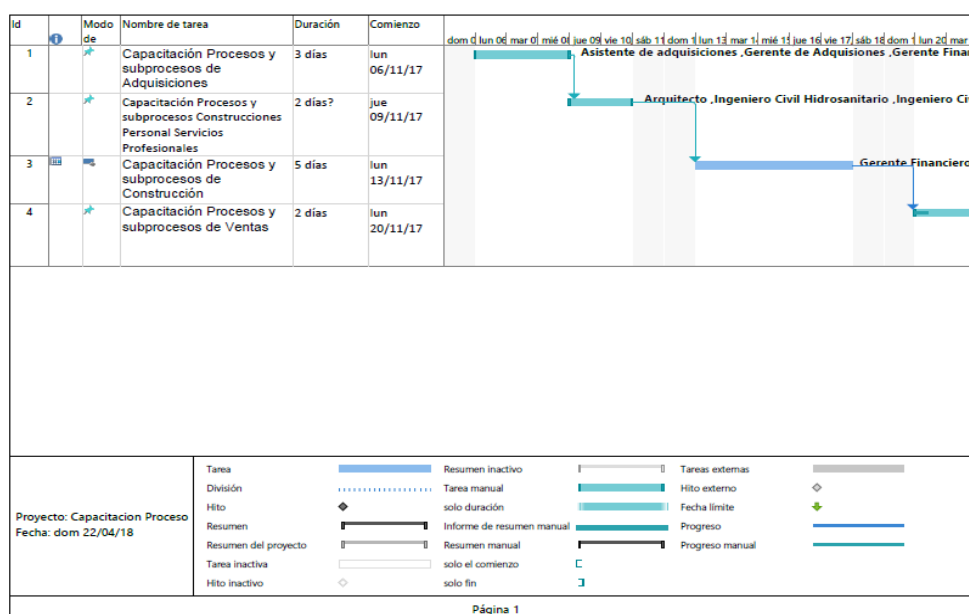 Id
Modo de
Nombre de tarea
Duración
Comienzo
dom 0 lun 06 mar 0 mié 08 jue 09 vie 10 sáb 11 dom 1 lun 13 mar 1 mié 15 jue 16 vie 17 sáb 18 dom 1 lun 20 mar
1
Capacitación Procesos y
subprocesos de
Adquisiciones
3 días
lun
06/11/17
Asistente de adquisiciones ,Gerente de Adquisiones ,Gerente Finan
2
Capacitación Procesos y
subprocesos Construcciones
Personal Servicios
Profesionales
2 días?
jue
09/11/17
Arquitecto ,Ingeniero Civil Hidrosanitario ,Ingeniero Ci
3
Capacitación Procesos y
subprocesos de
Construcción
5 días
lun
13/11/17
Gerente Financiero
4
Capacitación Procesos y
subprocesos de Ventas
2 días
lun
20/11/17
Proyecto: Capacitacion Proceso
Fecha: dom 22/04/18
Tarea
División
Hito
Resumen
Resumen del proyecto
Tarea inactiva
Hito inactivo
Resumen inactivo
Tarea manual
solo duración
Informe de resumen manual
Resumen manual
solo el comienzo
solo fin
Tareas externas
Hito externo
Fecha límite
Progreso
Progreso manual
Página 1